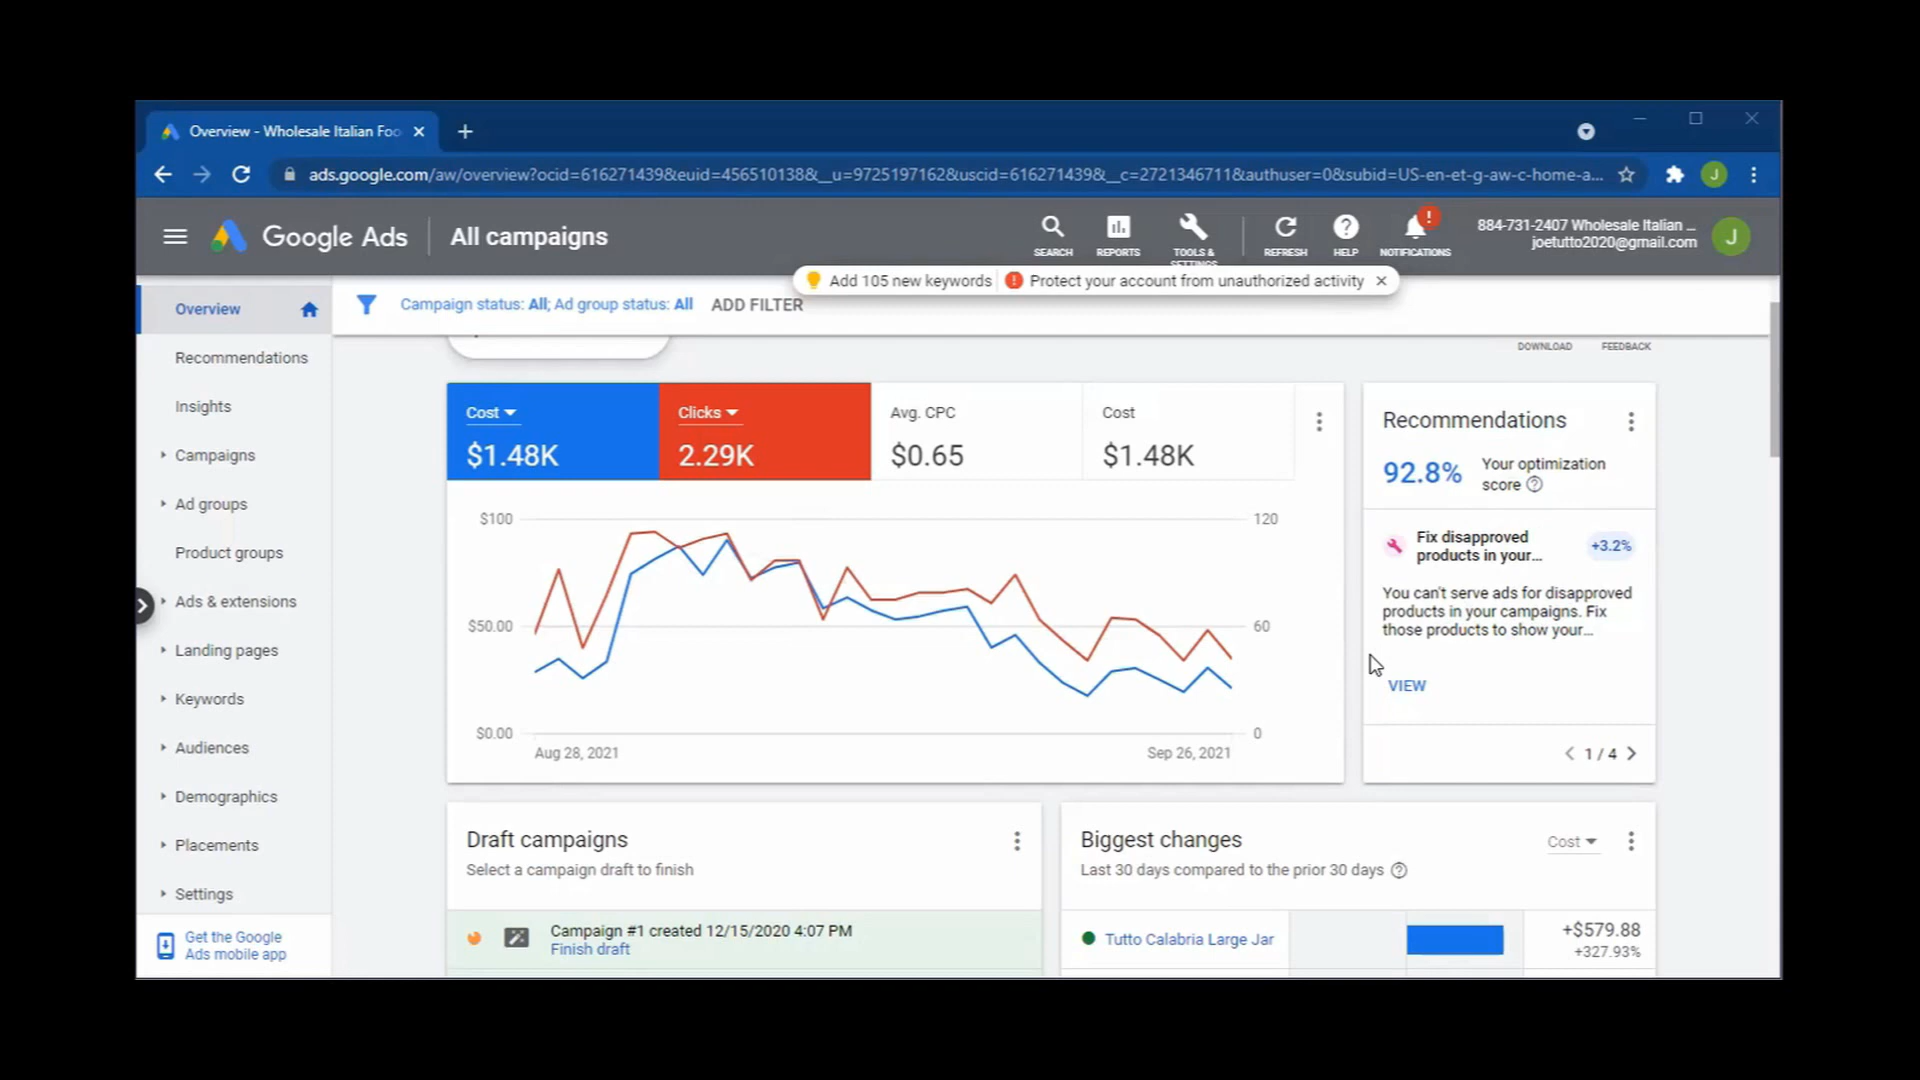 Overview - Wholesale Italian Foo
ads.google.com/aw/overview?ocid=616271439&euid=456510138&__u=9725197162&uscid=616271439&__c=2721346711&authuser=0&subid=US-en-et-g-aw-c-home-a...
J
Google Ads
All campaigns
SEARCH
REPORTS
TOOLS &
SETTINGS
REFRESH
HELP
!
NOTIFICATIONS
884-731-2407 Wholesale Italian ...
joetutto2020@gmail.com
J
Add 105 new keywords
Protect your account from unauthorized activity
Campaign status: All; Ad group status: All
ADD FILTER
DOWNLOAD
FEEDBACK
Overview
Recommendations
Insights
Campaigns
Ad groups
Product groups
Ads & extensions
Landing pages
Keywords
Audiences
Demographics
Placements
Settings
Get the Google
Ads mobile app
Cost
$1.48K
Clicks
2.29K
Avg. CPC
$0.65
Cost
$1.48K
$100
$50.00
$0.00
120
60
0
Aug 28, 2021
Sep 26, 2021
Recommendations
92.8%
Your optimization
score
Fix disapproved
products in your...
+3.2%
You can't serve ads for disapproved
products in your campaigns. Fix
those products to show your...
VIEW
1 / 4
Draft campaigns
Select a campaign draft to finish
Campaign #1 created 12/15/2020 4:07 PM
Finish draft
Biggest changes
Cost
Last 30 days compared to the prior 30 days
Tutto Calabria Large Jar
+$579.88
+327.93%